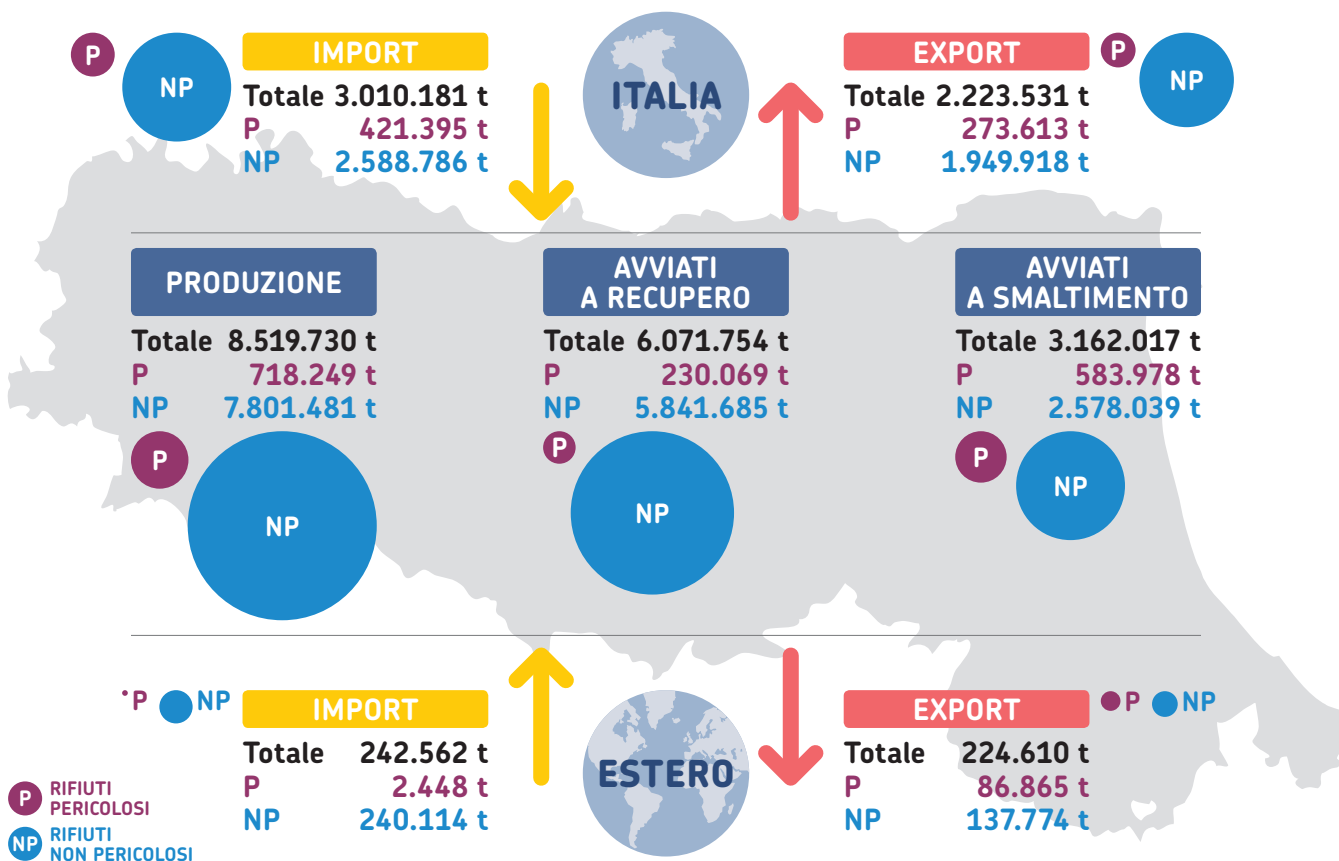 P
NP
IMPORT
Totale 3.010.181 t
P 421.395 t
NP 2.588.786 t
ITALIA
EXPORT
Totale 2.223.531 t
P 273.613 t
NP 1.949.918 t
P
NP
PRODUZIONE
Totale 8.519.730 t
P 718.249 t
NP 7.801.481 t
P
NP
AVVIATI
A RECUPERO
Totale 6.071.754 t
P 230.069 t
NP 5.841.685 t
P
NP
AVVIATI
A SMALTIMENTO
Totale 3.162.017 t
P 583.978 t
NP 2.578.039 t
P
NP
P NP
IMPORT
Totale 242.562 t
P 2.448 t
NP 240.114 t
ESTERO
EXPORT
Totale 224.610 t
P 86.865 t
NP 137.774 t
P NP
P RIFIUTI
PERICOLOSI
NP RIFIUTI
NON PERICOLOSI